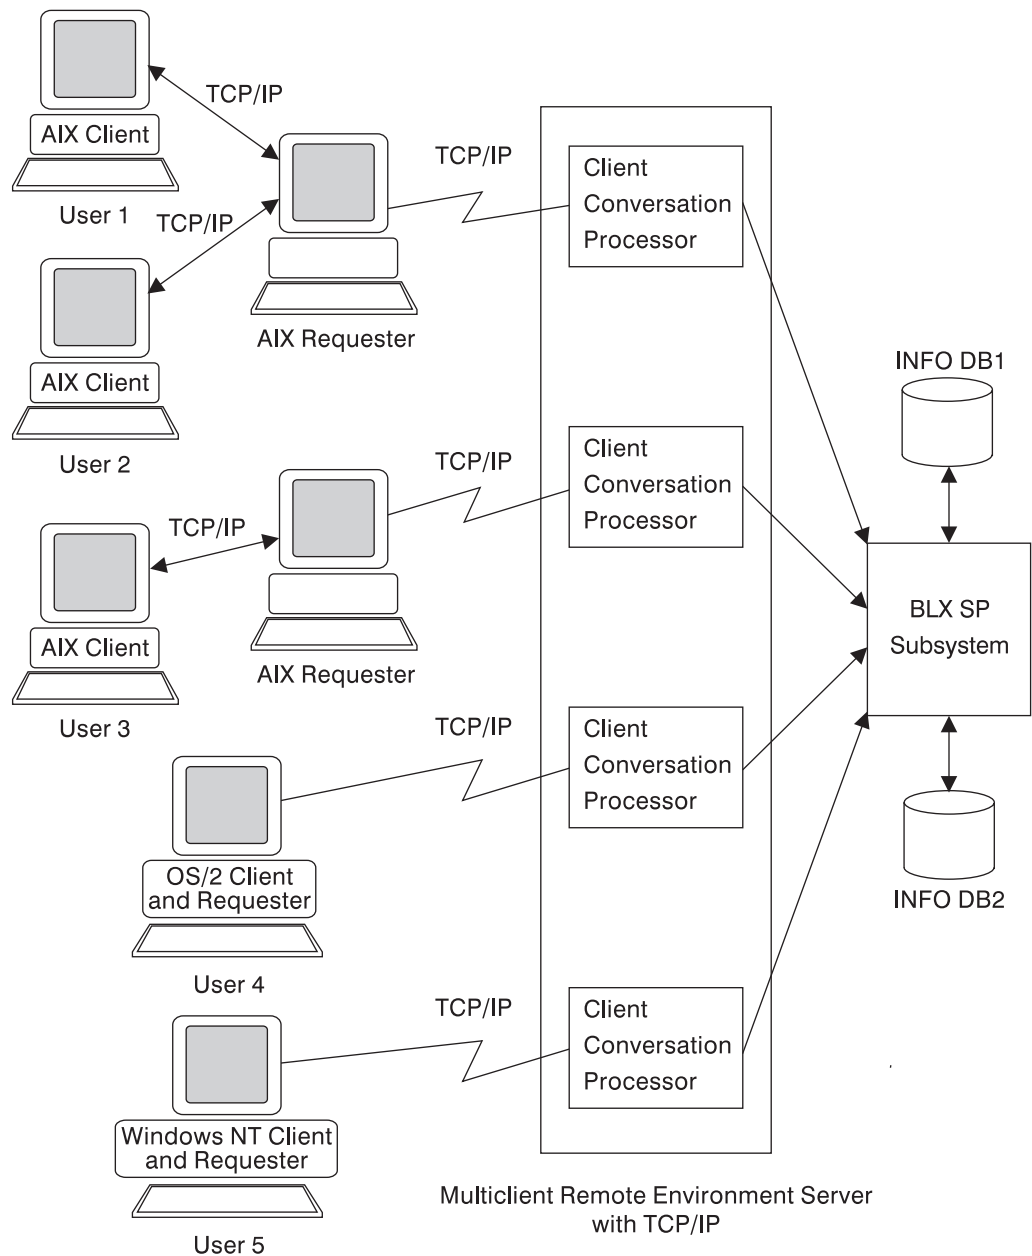 TCP/IP
AIX Client
User 1
TCP/IP
AIX Requester
TCP/IP
Client
Conversation
Processor
AIX Client
User 2
INFO DB1
TCP/IP
AIX Requester
TCP/IP
Client
Conversation
Processor
AIX Client
User 3
BLX SP
Subsystem
TCP/IP
Client
Conversation
Processor
OS/2 Client
and Requester
User 4
INFO DB2
TCP/IP
Client
Conversation
Processor
Windows NT Client
and Requester
User 5
Multiclient Remote Environment Server
with TCP/IP